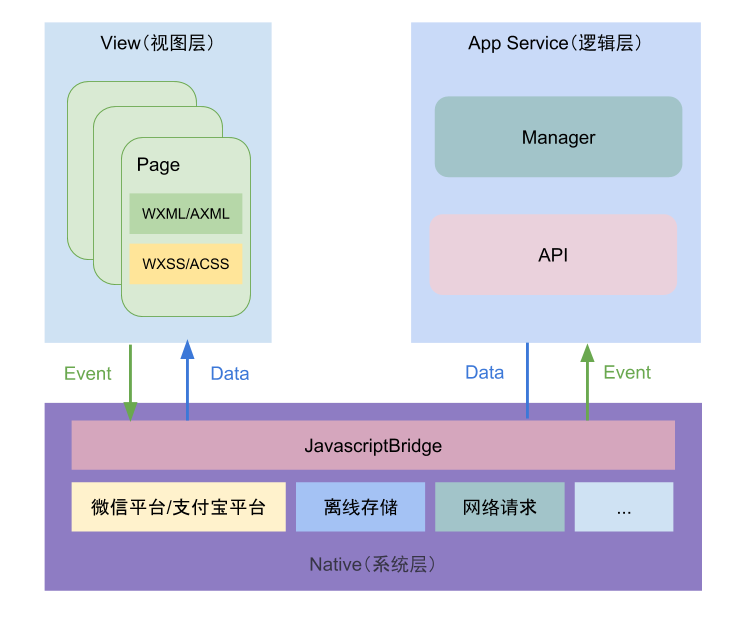 View(视图层)
App Service(逻辑层)
Page
WXML/AXML
WXSS/ACSS
Manager
API
Event
Data
Data
Event
JavascriptBridge
微信平台/支付宝平台
离线存储
网络请求
...
Native(系统层)